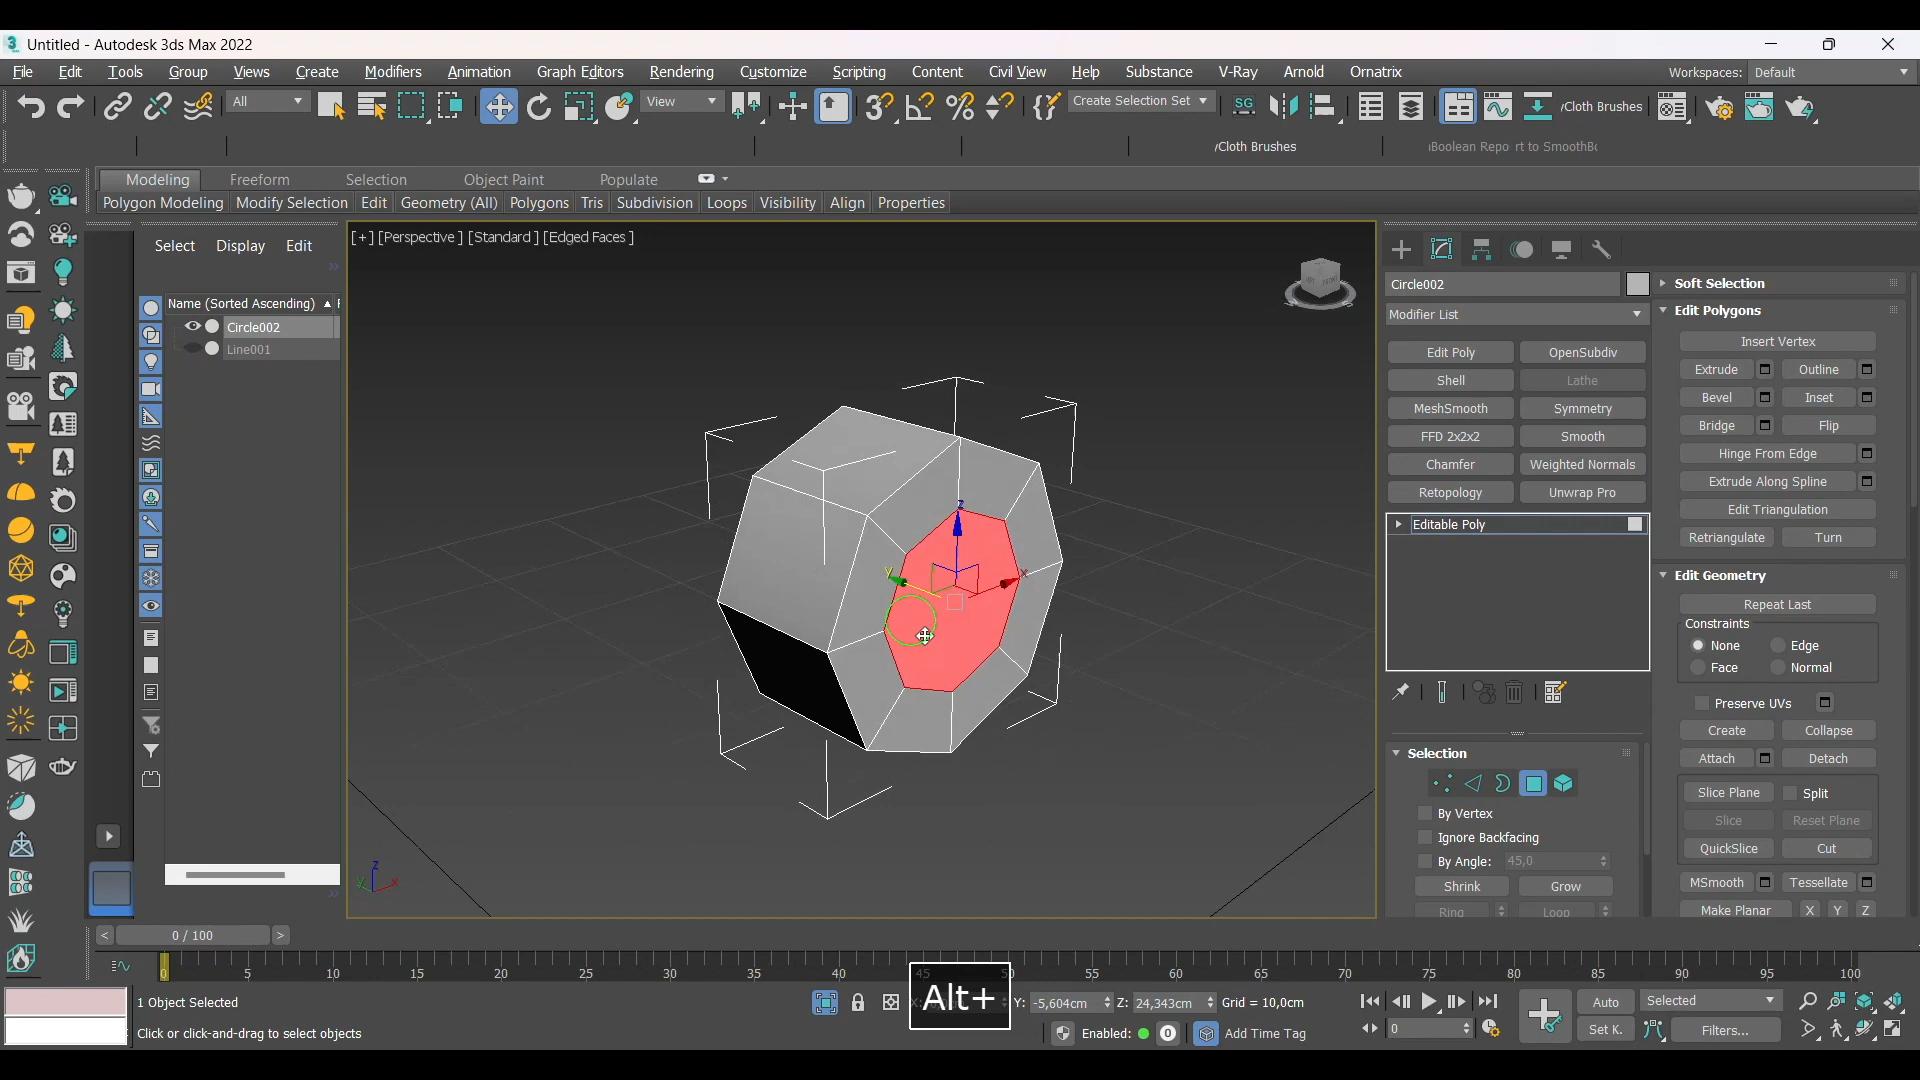 Untitled - Autodesk 3ds Max 2022
File Edit Tools Group Views Create Modifiers Animation Graph Editors Rendering Customize Scripting Content Civil View Help Substance V-Ray Arnold Ornatrix Workspaces: Default
All View Create Selection Set /Cloth Brushes
/Cloth Brushes
Modeling Freeform Selection Object Paint Populate
Polygon Modeling Modify Selection Edit Geometry (All) Polygons Tris Subdivision Loops Visibility Align Properties
Select Display Edit
[+] [Perspective ] [Standard ] [Edged Faces ]
Name (Sorted Ascending)
Circle002
Line001
Circle002
Modifier List
Edit Poly OpenSubdiv
Shell Lathe
MeshSmooth Symmetry
FFD 2x2x2 Smooth
Chamfer Weighted Normals
Retopology Unwrap Pro
Editable Poly
Selection
By Vertex
Ignore Backfacing
By Angle: 45,0
Shrink Grow
Ring Loop
Soft Selection
Edit Polygons
Insert Vertex
Extrude Outline
Bevel Inset
Bridge Flip
Hinge From Edge
Extrude Along Spline
Edit Triangulation
Retriangulate Turn
Edit Geometry
Repeat Last
Constraints
None Edge
Face Normal
Preserve UVs
Create Collapse
Attach Detach
Slice Plane Split
Slice Reset Plane
QuickSlice Cut
MSmooth Tessellate
Make Planar X Y Z
z
y
x
z
y x
< 0 / 100 >
0 5 10 15 20 25 30 35 40 45 50 55 60 65 70 75 80 85 90 95 100
1 Object Selected
Click or click-and-drag to select objects
Alt+
X: Y: -5,604cm Z: 24,343cm Grid = 10,0cm
Enabled: 0 Add Time Tag
0
Auto Selected
Set K. Filters...